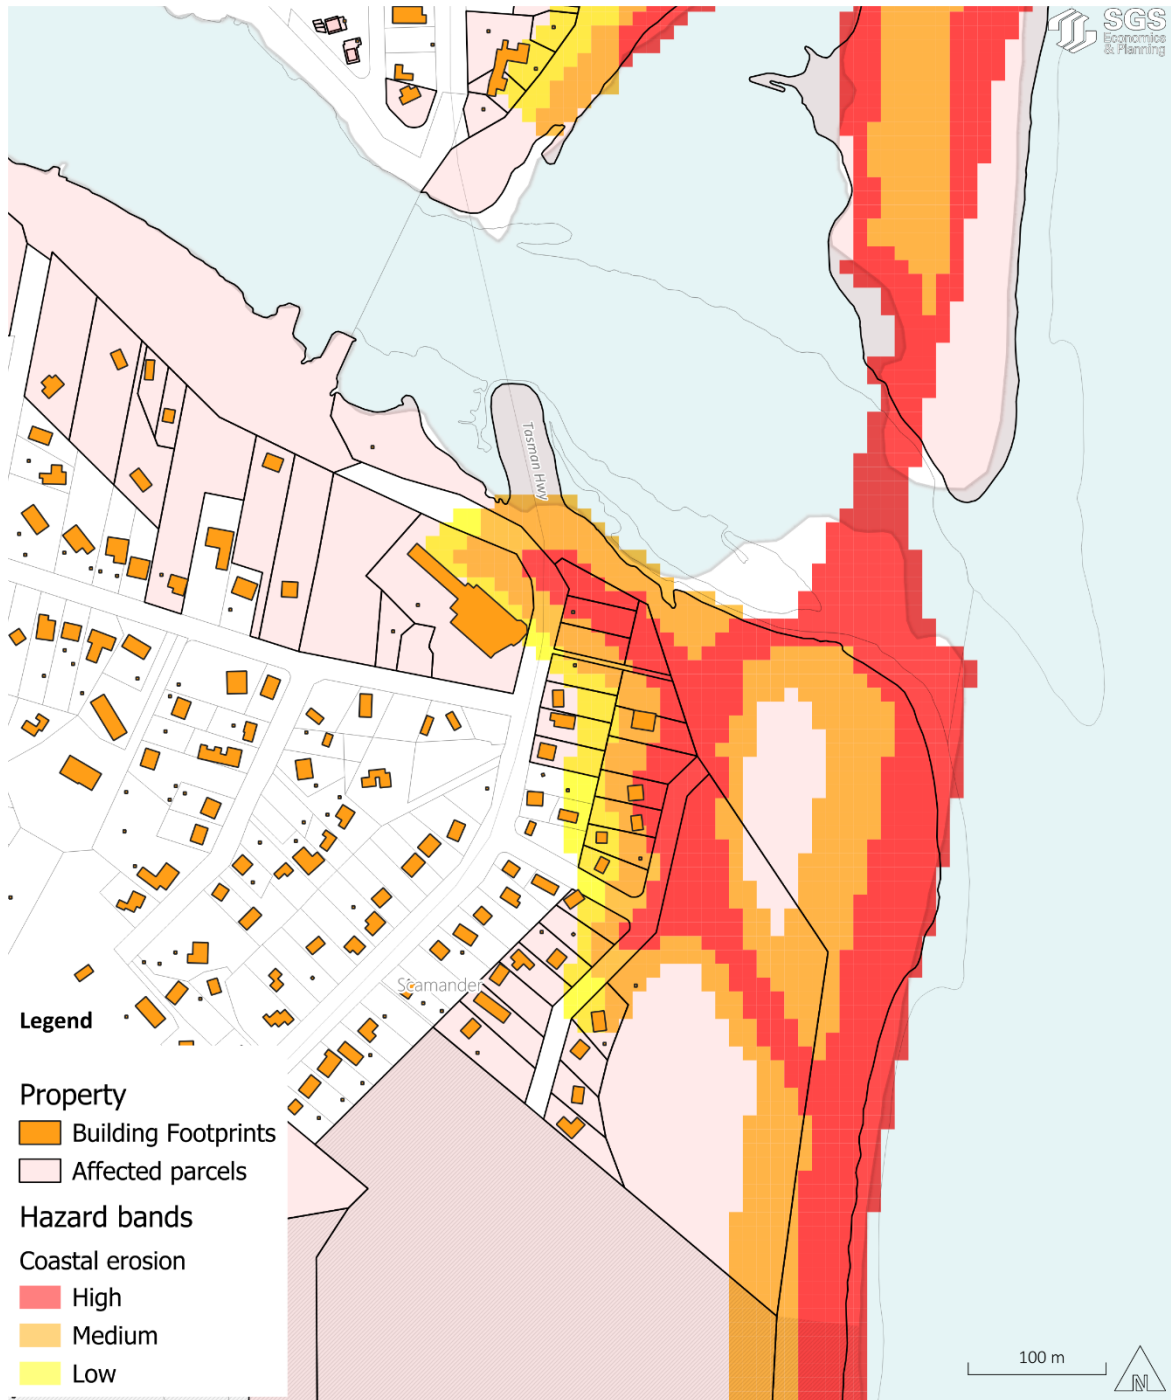 SGS
Economics
& Planning
Tasman Hwy
Scamander
Legend
Property
Building Footprints
Affected parcels
Hazard bands
Coastal erosion
High
Medium
Low
100 m
N